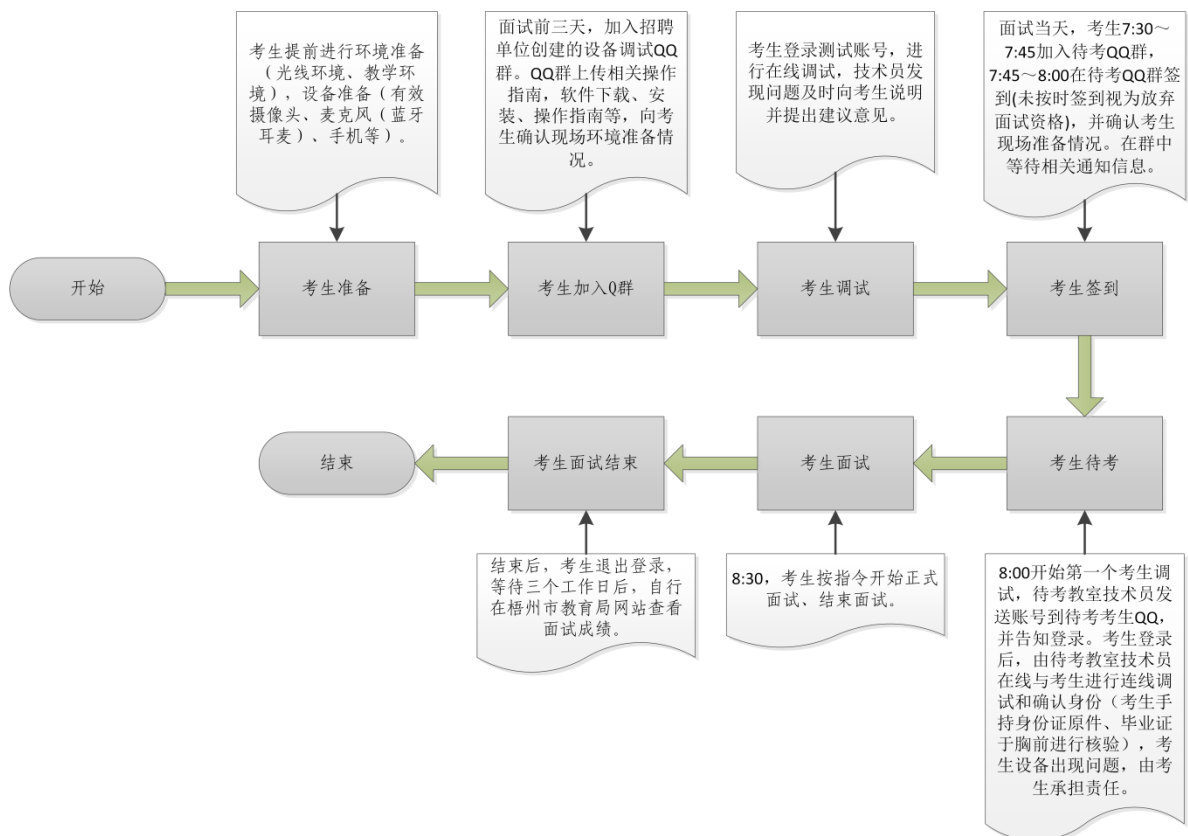 考生提前进行环境准备
（光线环境、教学环
境），设备准备（有效
摄像头、麦克风（蓝牙
耳麦）、手机等）。
面试前三天，加入招聘
单位创建的设备调试QQ
群。QQ群上传相关操作
指南，软件下载、安
装、操作指南等，向考
生确认现场环境准备情
况。
考生登录测试账号，进
行在线调试，技术员发
现问题及时向考生说明
并提出建议意见。
面试当天，考生7:30～
7:45加入待考QQ群，
7:45～8:00在待考QQ群签
到(未按时签到视为放弃
面试资格)，并确认考生
现场准备情况。在群中
等待相关通知信息。
开始
考生准备
考生加入Q群
考生调试
考生签到
结束
考生面试结束
考生面试
考生待考
结束后，考生退出登录，
等待三个工作日后，自行
在梧州市教育局网站查看
面试成绩。
8:30，考生按指令开始正式
面试、结束面试。
8:00开始第一个考生调
试，待考教室技术员发
送账号到待考考生QQ，
并告知登录。考生登录
后，由待考教室技术员
在线与考生进行连线调
试和确认身份（考生手
持身份证原件、毕业证
于胸前进行核验），考
生设备出现问题，由考
生承担责任。